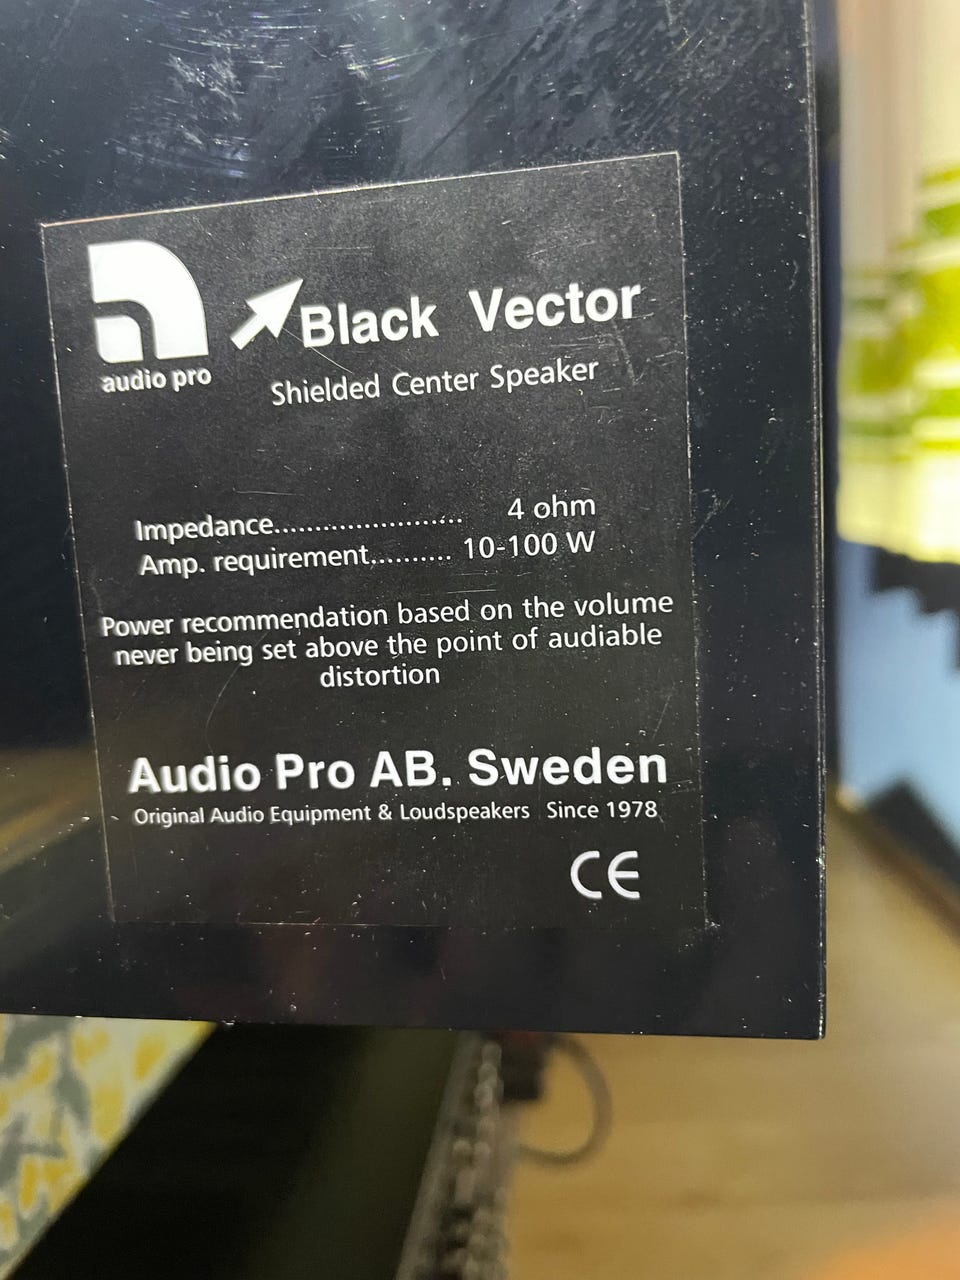 Black Vector
audio pro
Shielded Center Speaker
Impedance....................... 4 ohm
Amp. requirement.......... 10-100 W
Power recommendation based on the volume
never being set above the point of audiable
distortion
Audio Pro AB. Sweden
Original Audio Equipment & Loudspeakers Since 1978
CE